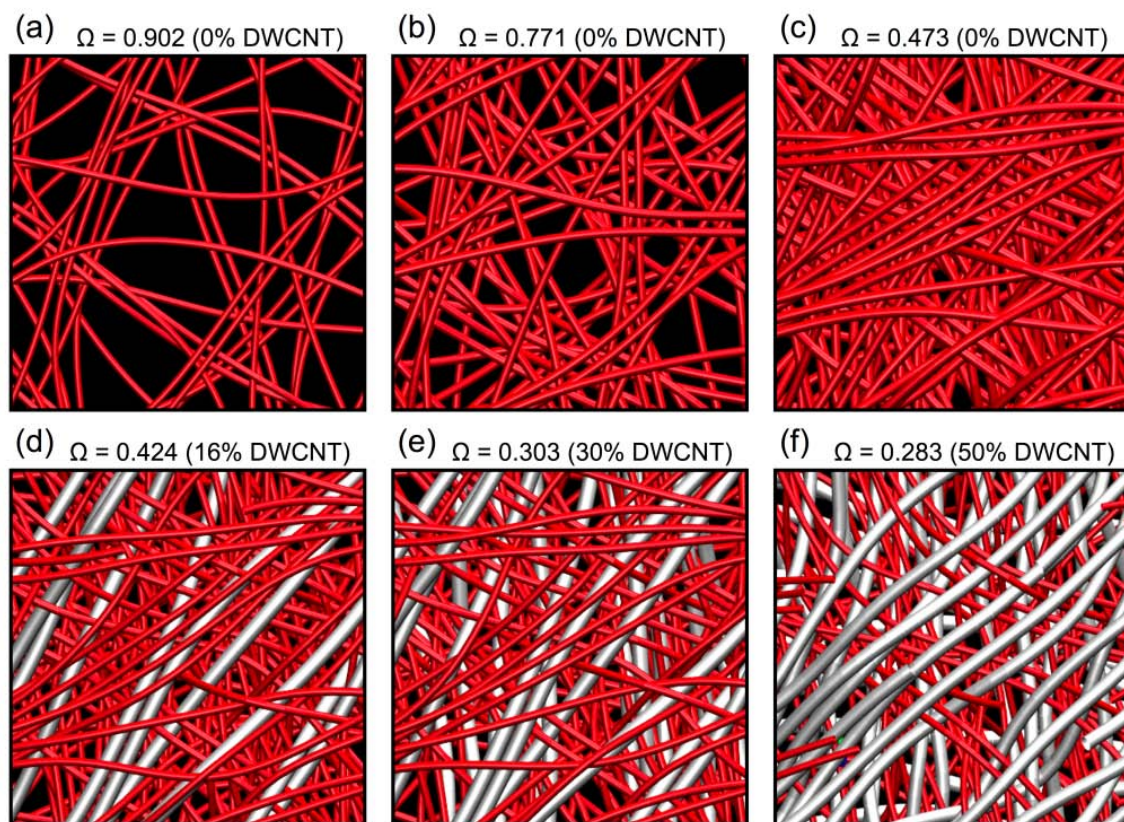 (a) Ω = 0.902 (0% DWCNT)
(b) Ω = 0.771 (0% DWCNT)
(c) Ω = 0.473 (0% DWCNT)
(d) Ω = 0.424 (16% DWCNT)
(e) Ω = 0.303 (30% DWCNT)
(f) Ω = 0.283 (50% DWCNT)